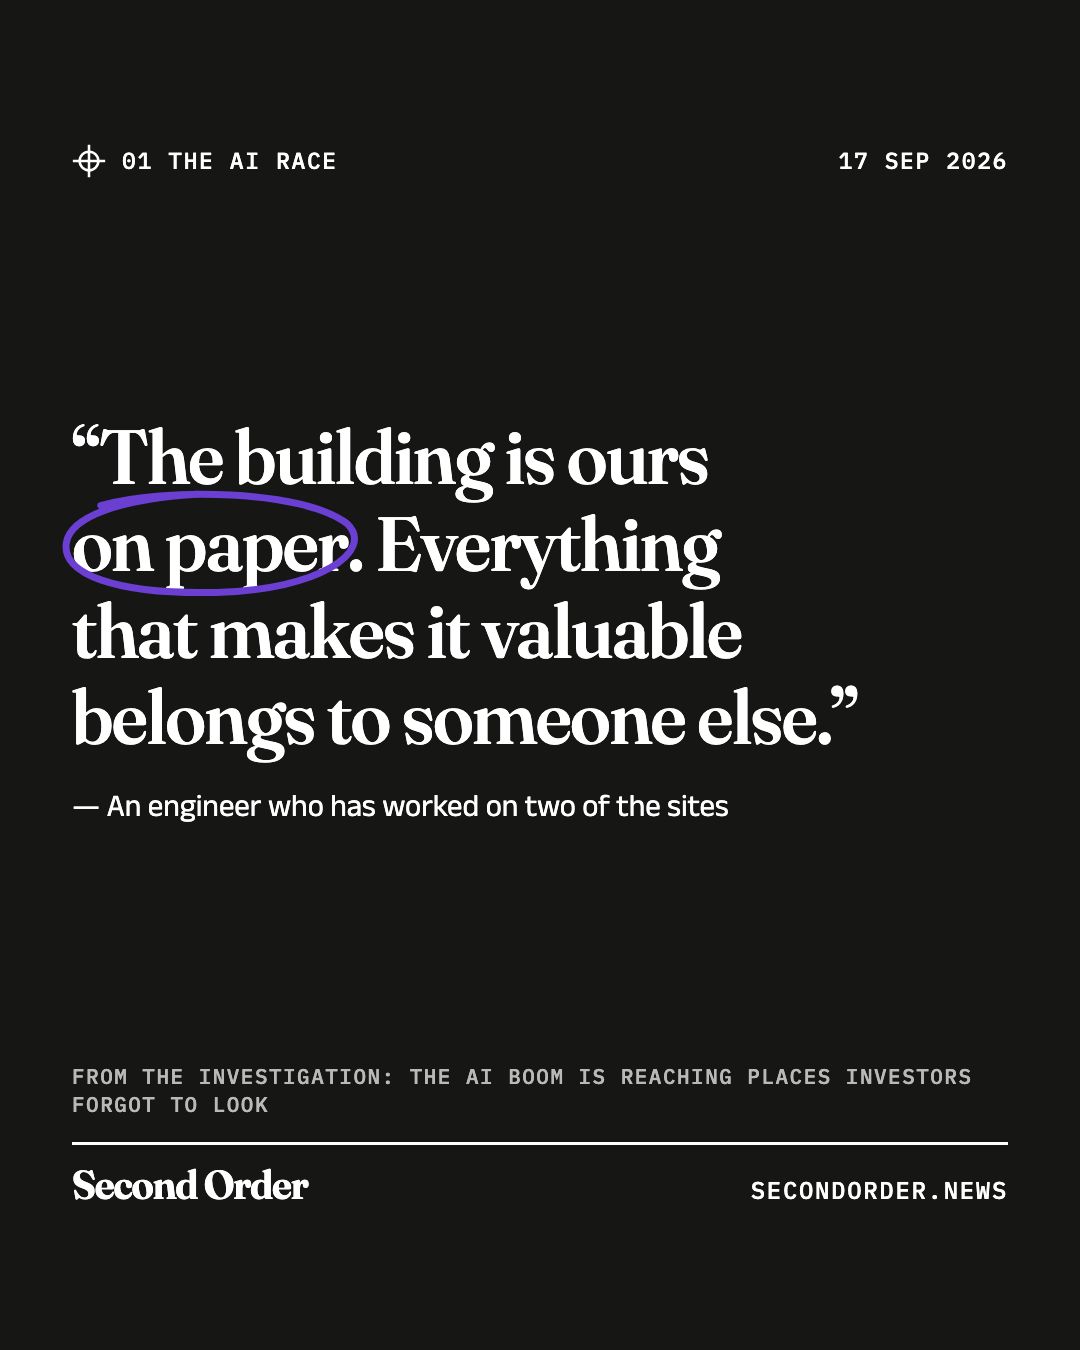 01 THE AI RACE
17 SEP 2026
“The building is ours
on paper. Everything
that makes it valuable
belongs to someone else.”
— An engineer who has worked on two of the sites
FROM THE INVESTIGATION: THE AI BOOM IS REACHING PLACES INVESTORS
FORGOT TO LOOK
Second Order
SECONDORDER.NEWS